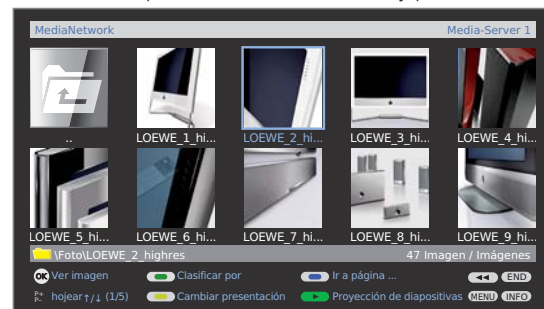 MediaNetwork Media-Server 1
..
LOEWE_1_hi... LOEWE_2_hi... LOEWE_3_hi... LOEWE_4_hi...
LOEWE_5_hi... LOEWE_6_hi... LOEWE_7_hi... LOEWE_8_hi... LOEWE_9_hi...
\Foto\LOEWE_2_highres 47 Imagen / Imágenes
OK Ver imagen Clasificar por Ir a página ... ◄◄ END
P+ P– hojear ↑/↓ (1/5) Cambiar presentación ► Proyección de diapositivas MENU INFO